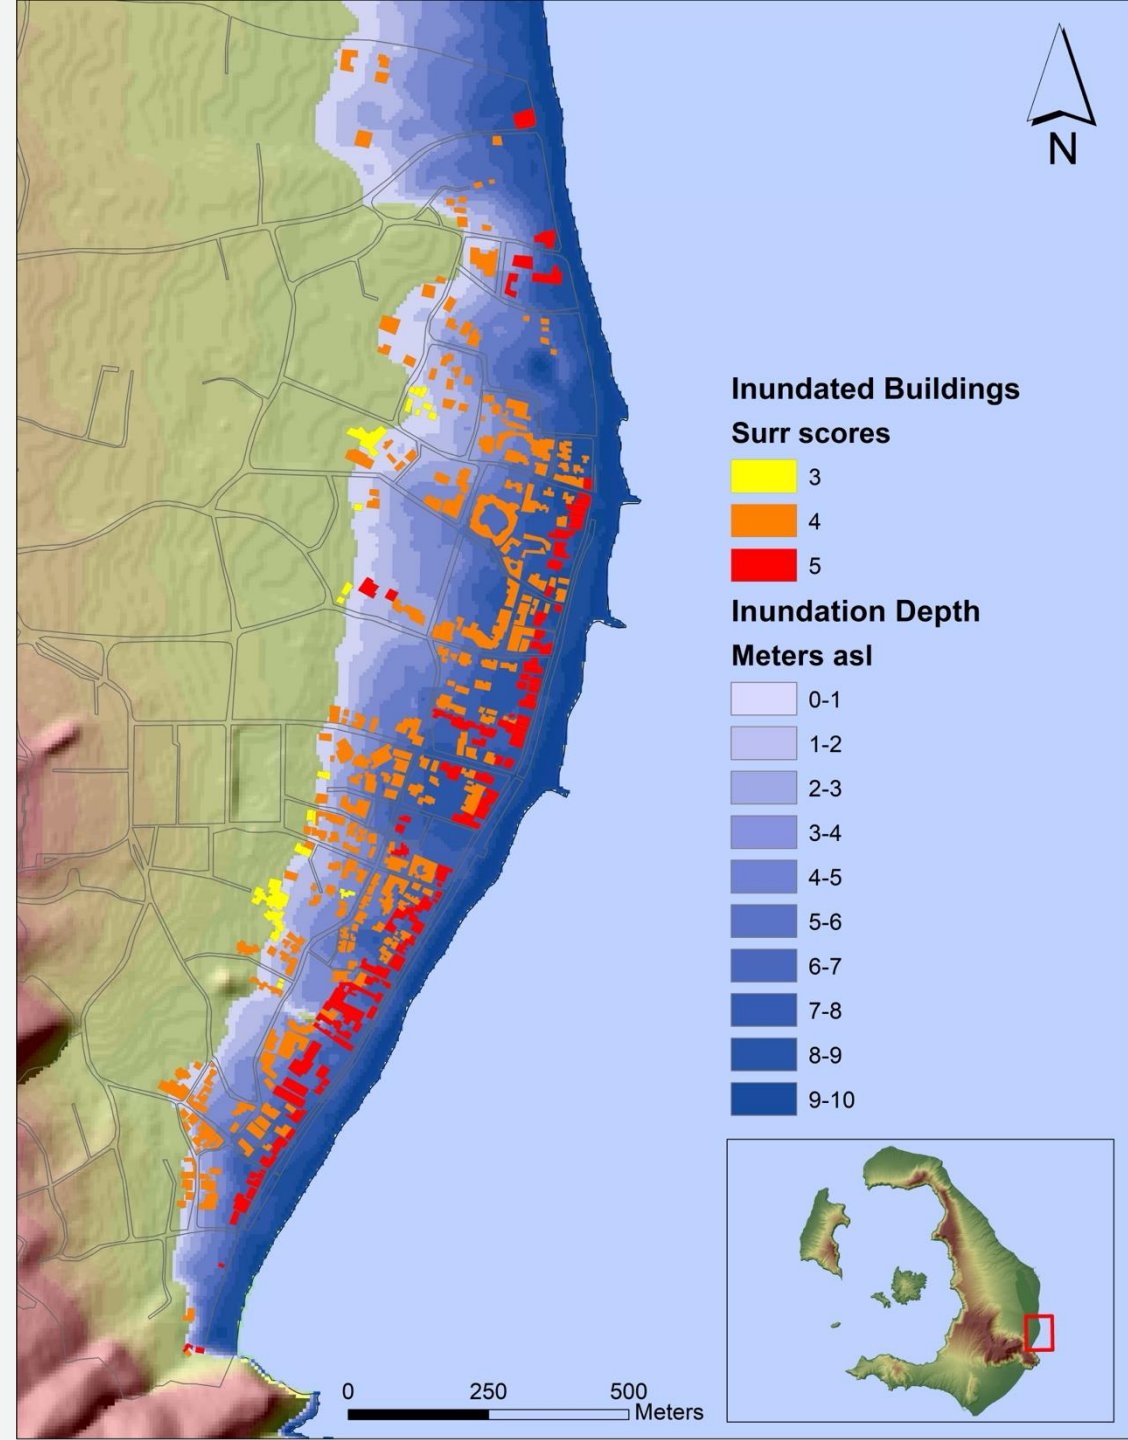 N
Inundated Buildings
Surr scores
3
4
5
Inundation Depth
Meters asl
0-1
1-2
2-3
3-4
4-5
5-6
6-7
7-8
8-9
9-10
0 250 500
Meters